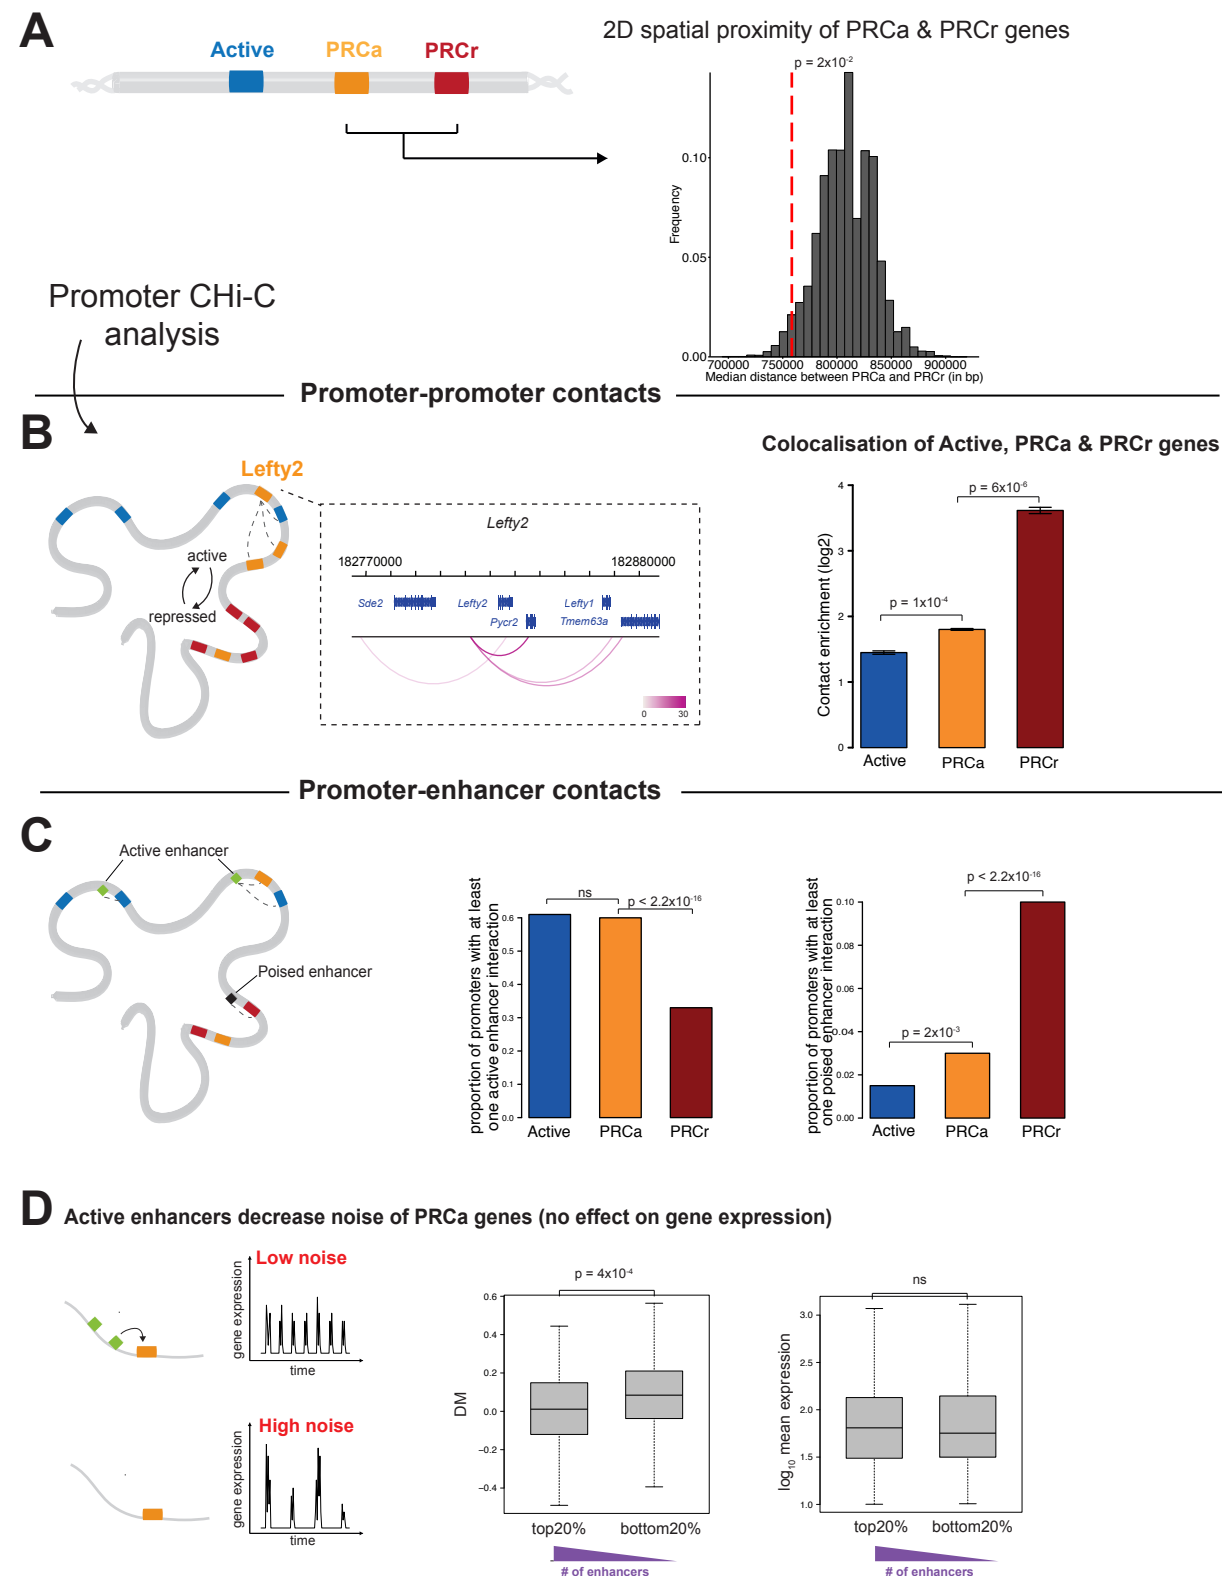 A
Active
PRCa
PRCr
2D spatial proximity of PRCa & PRCr genes
p = 2x10-2
Frequency
0.10
0.05
0.00
700000
750000
800000
850000
900000
Median distance between PRCa and PRCr (in bp)
Promoter CHi-C
analysis
Promoter-promoter contacts
B
Lefty2
active
repressed
Lefty2
182770000
182880000
Sde2
Lefty2
Lefty1
Pycr2
Tmem63a
0
30
Colocalisation of Active, PRCa & PRCr genes
Contact enrichment (log2)
4
3
2
1
0
p = 1x10-4
p = 6x10-6
Active
PRCa
PRCr
Promoter-enhancer contacts
C
Active enhancer
Poised enhancer
proportion of promoters with at least
one active enhancer interaction
0.6
0.5
0.4
0.3
0.2
0.1
0.0
ns
p < 2.2x10-16
Active
PRCa
PRCr
proportion of promoters with at least
one poised enhancer interaction
0.10
0.08
0.06
0.04
0.02
0.00
p = 2x10-3
p < 2.2x10-16
Active
PRCa
PRCr
D
Active enhancers decrease noise of PRCa genes (no effect on gene expression)
Low noise
gene expression
time
High noise
gene expression
time
p = 4x10-4
DM
0.6
0.4
0.2
0.0
−0.2
−0.4
top20%
bottom20%
# of enhancers
ns
log10 mean expression
3.0
2.5
2.0
1.5
1.0
top20%
bottom20%
# of enhancers